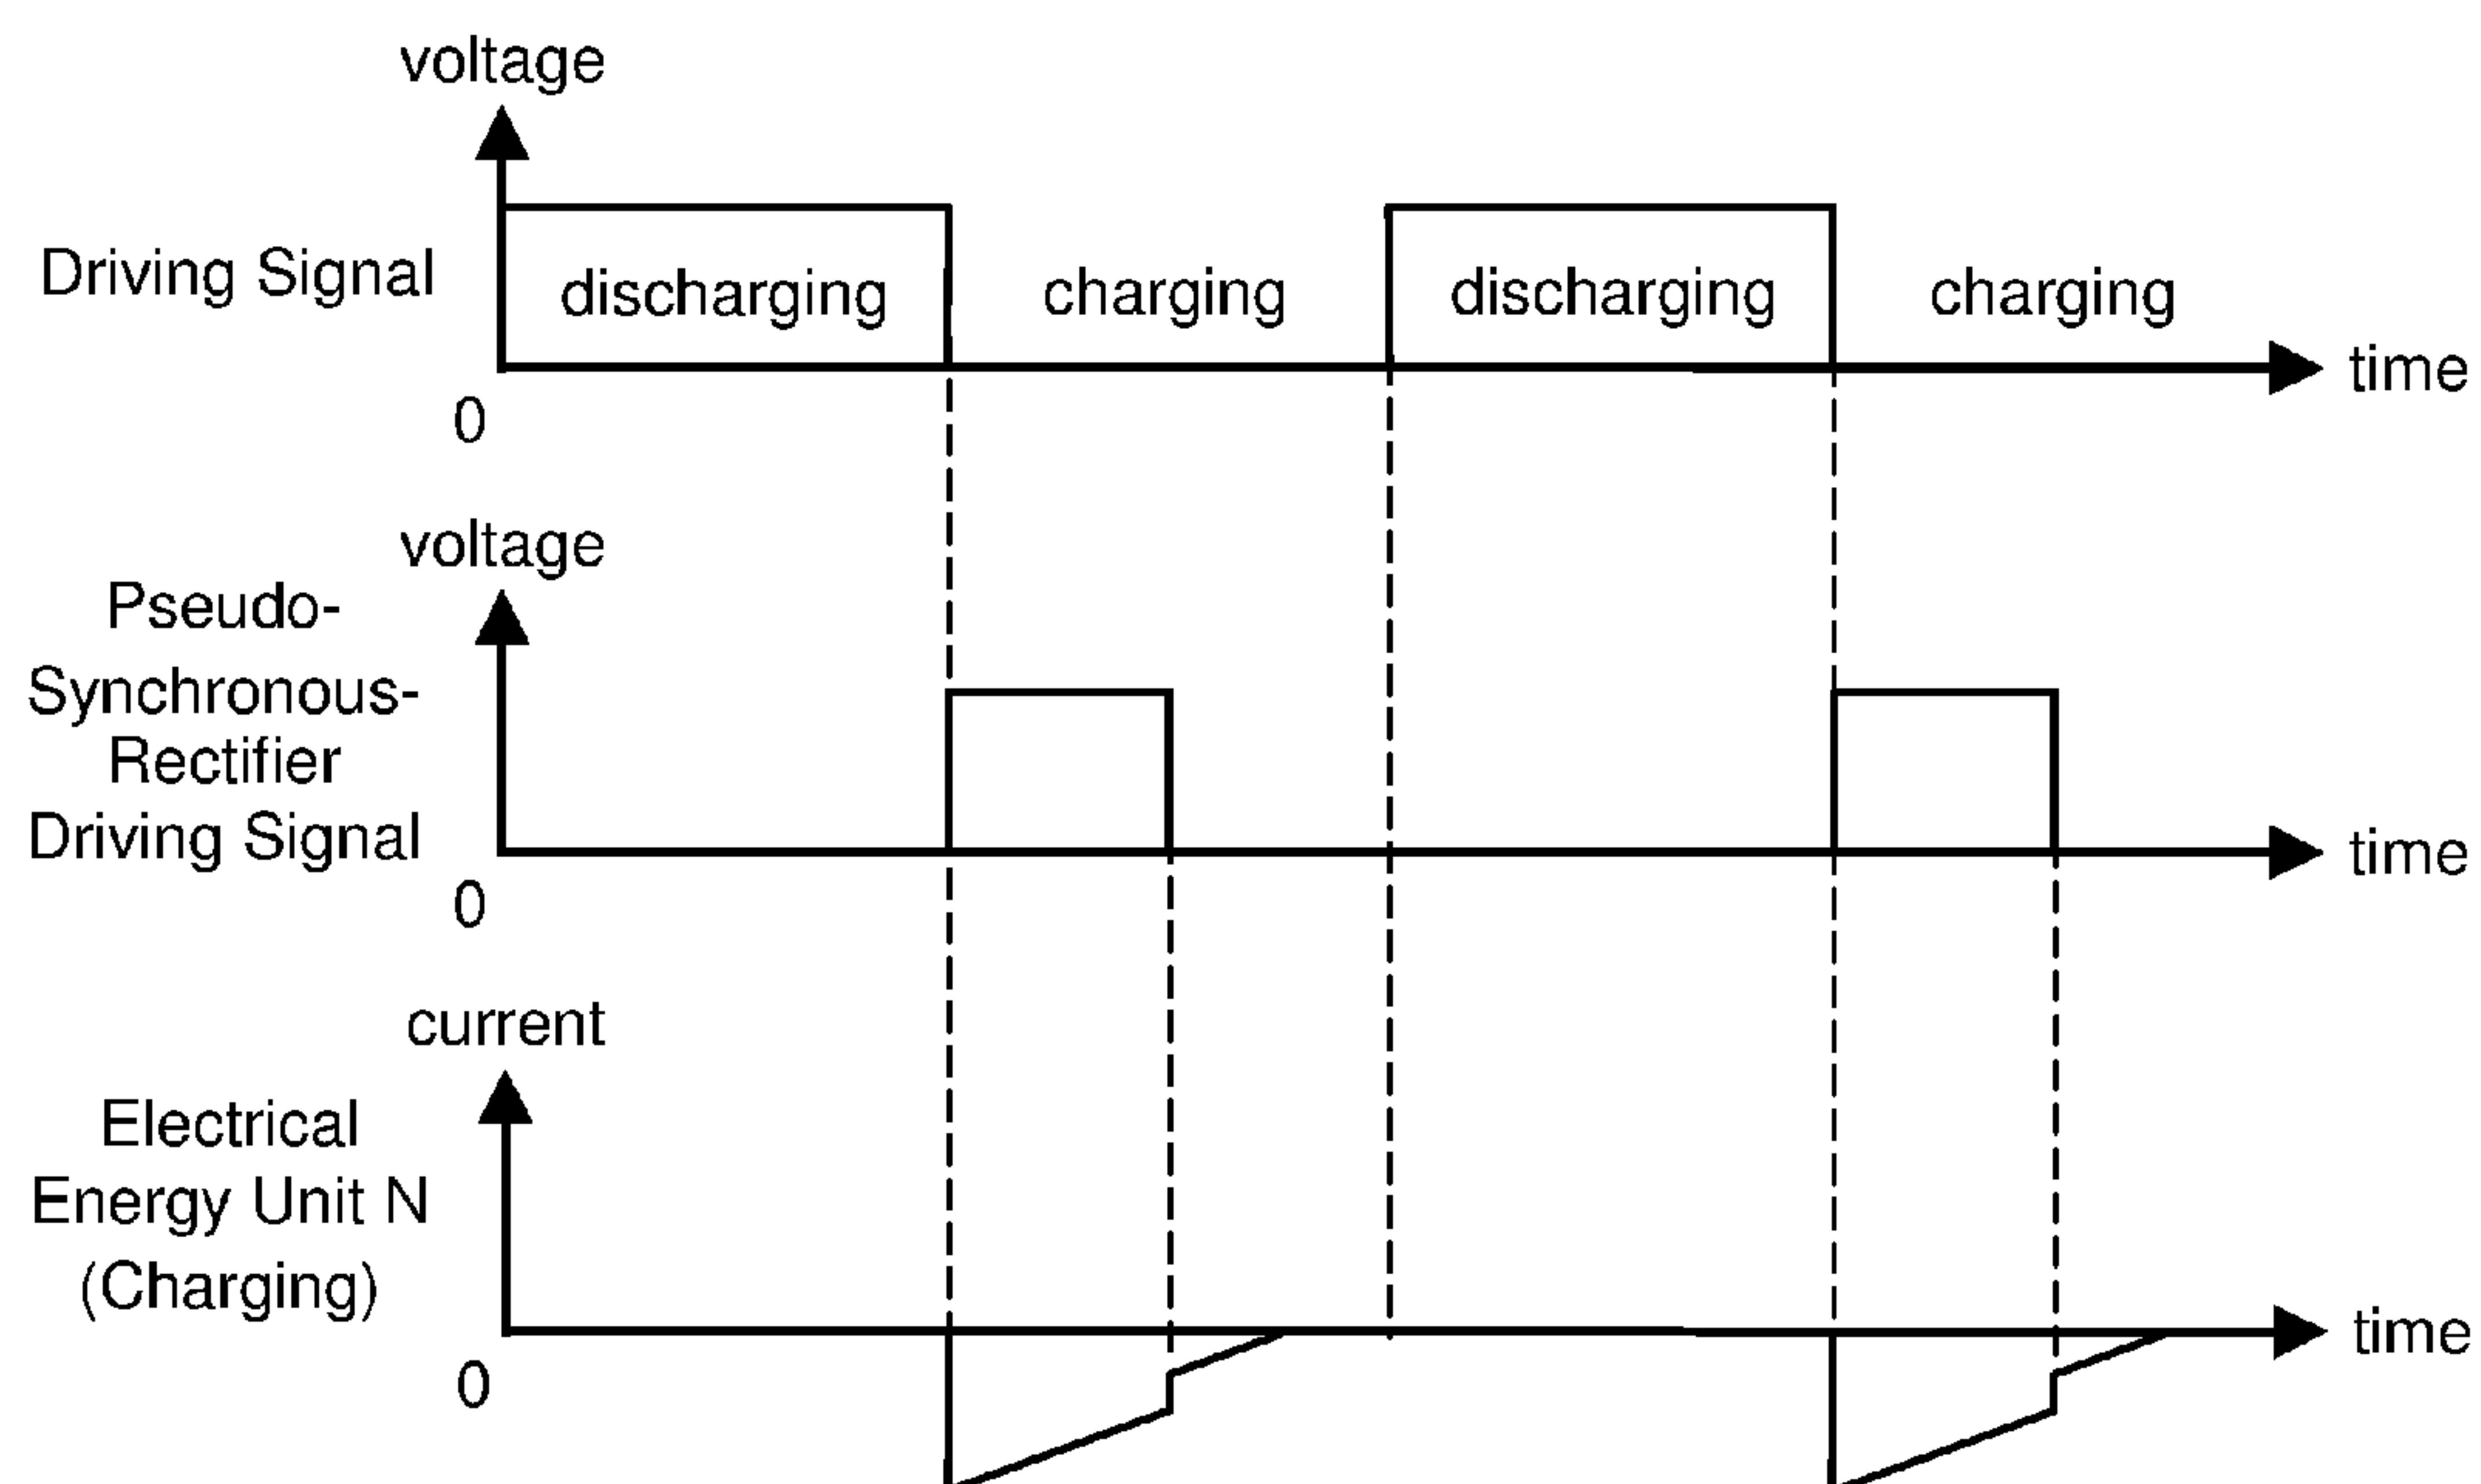 voltage
Driving Signal
discharging
charging
discharging
charging
time
0
voltage
Pseudo-
Synchronous-
Rectifier
Driving Signal
time
0
current
Electrical
Energy Unit N
(Charging)
time
0